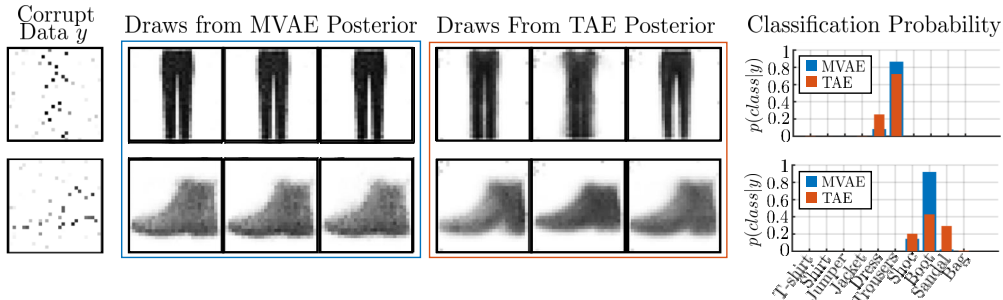 Corrupt
Data y
Draws from MVAE Posterior
Draws From TAE Posterior
Classification Probability
p(class|y)
1
0.8
0.6
0.4
0.2
0
MVAE
TAE
p(class|y)
1
0.8
0.6
0.4
0.2
0
MVAE
TAE
T-shirt
Shirt
Jumper
Jacket
Dress
Trousers
Shoe
Boot
Sandal
Bag